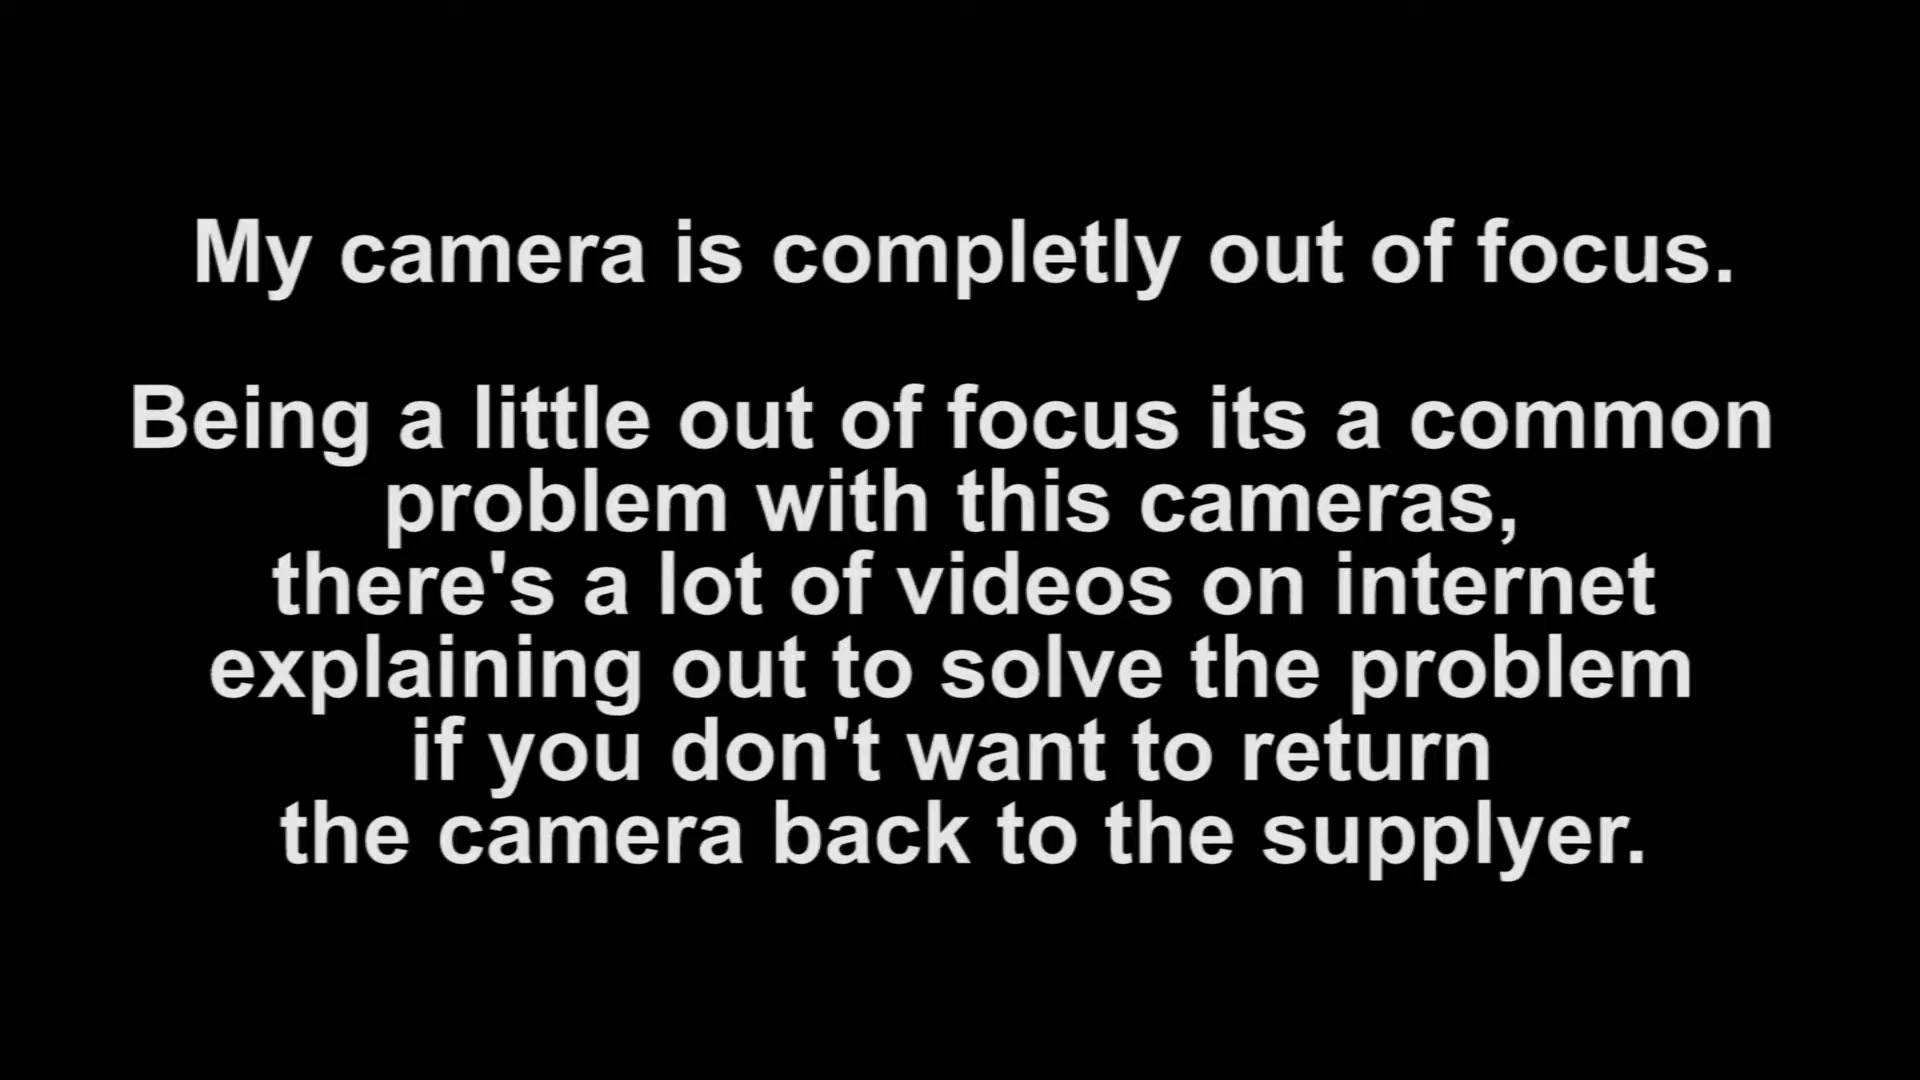 My camera is completly out of focus.
Being a little out of focus its a common
problem with this cameras,
there's a lot of videos on internet
explaining out to solve the problem
if you don't want to return
the camera back to the supplyer.